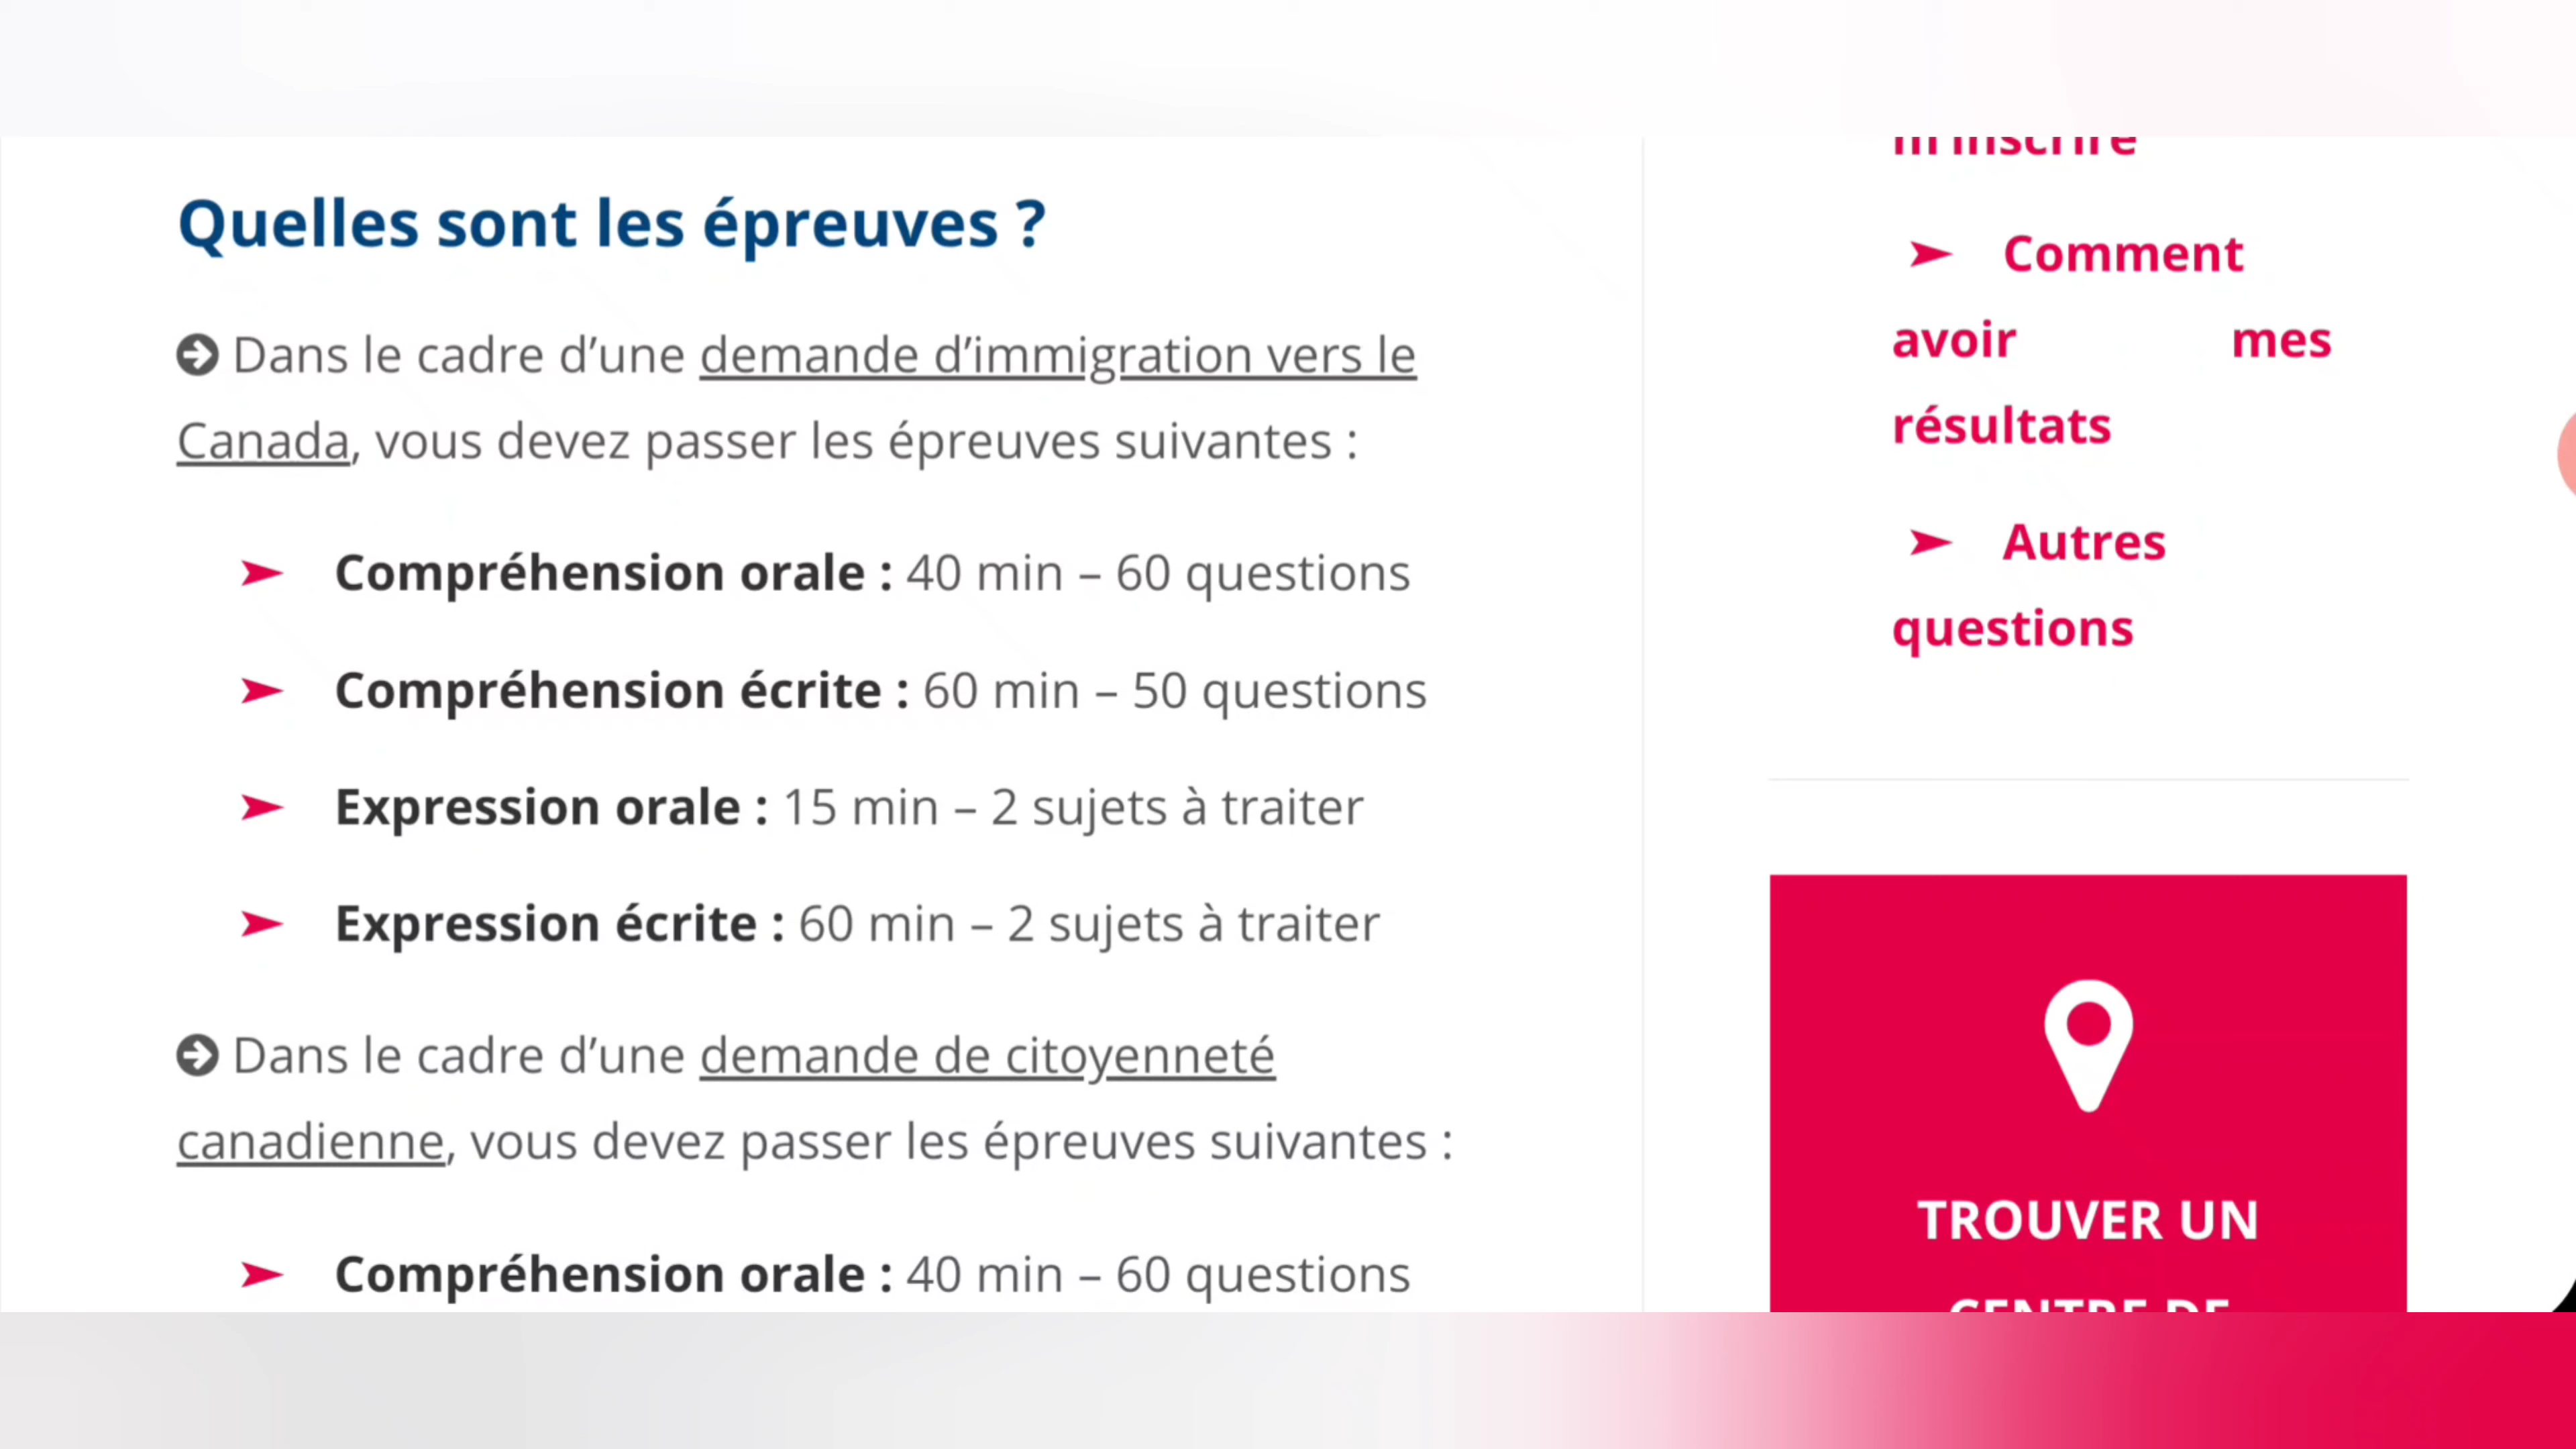 Quelles sont les épreuves ?
Dans le cadre d’une demande d’immigration vers le
Canada, vous devez passer les épreuves suivantes :
➤ Compréhension orale : 40 min – 60 questions
➤ Compréhension écrite : 60 min – 50 questions
➤ Expression orale : 15 min – 2 sujets à traiter
➤ Expression écrite : 60 min – 2 sujets à traiter
Dans le cadre d’une demande de citoyenneté
canadienne, vous devez passer les épreuves suivantes :
➤ Compréhension orale : 40 min – 60 questions
m'inscrire
➤ Comment
avoir mes
résultats
➤ Autres
questions
TROUVER UN
CENTRE DE